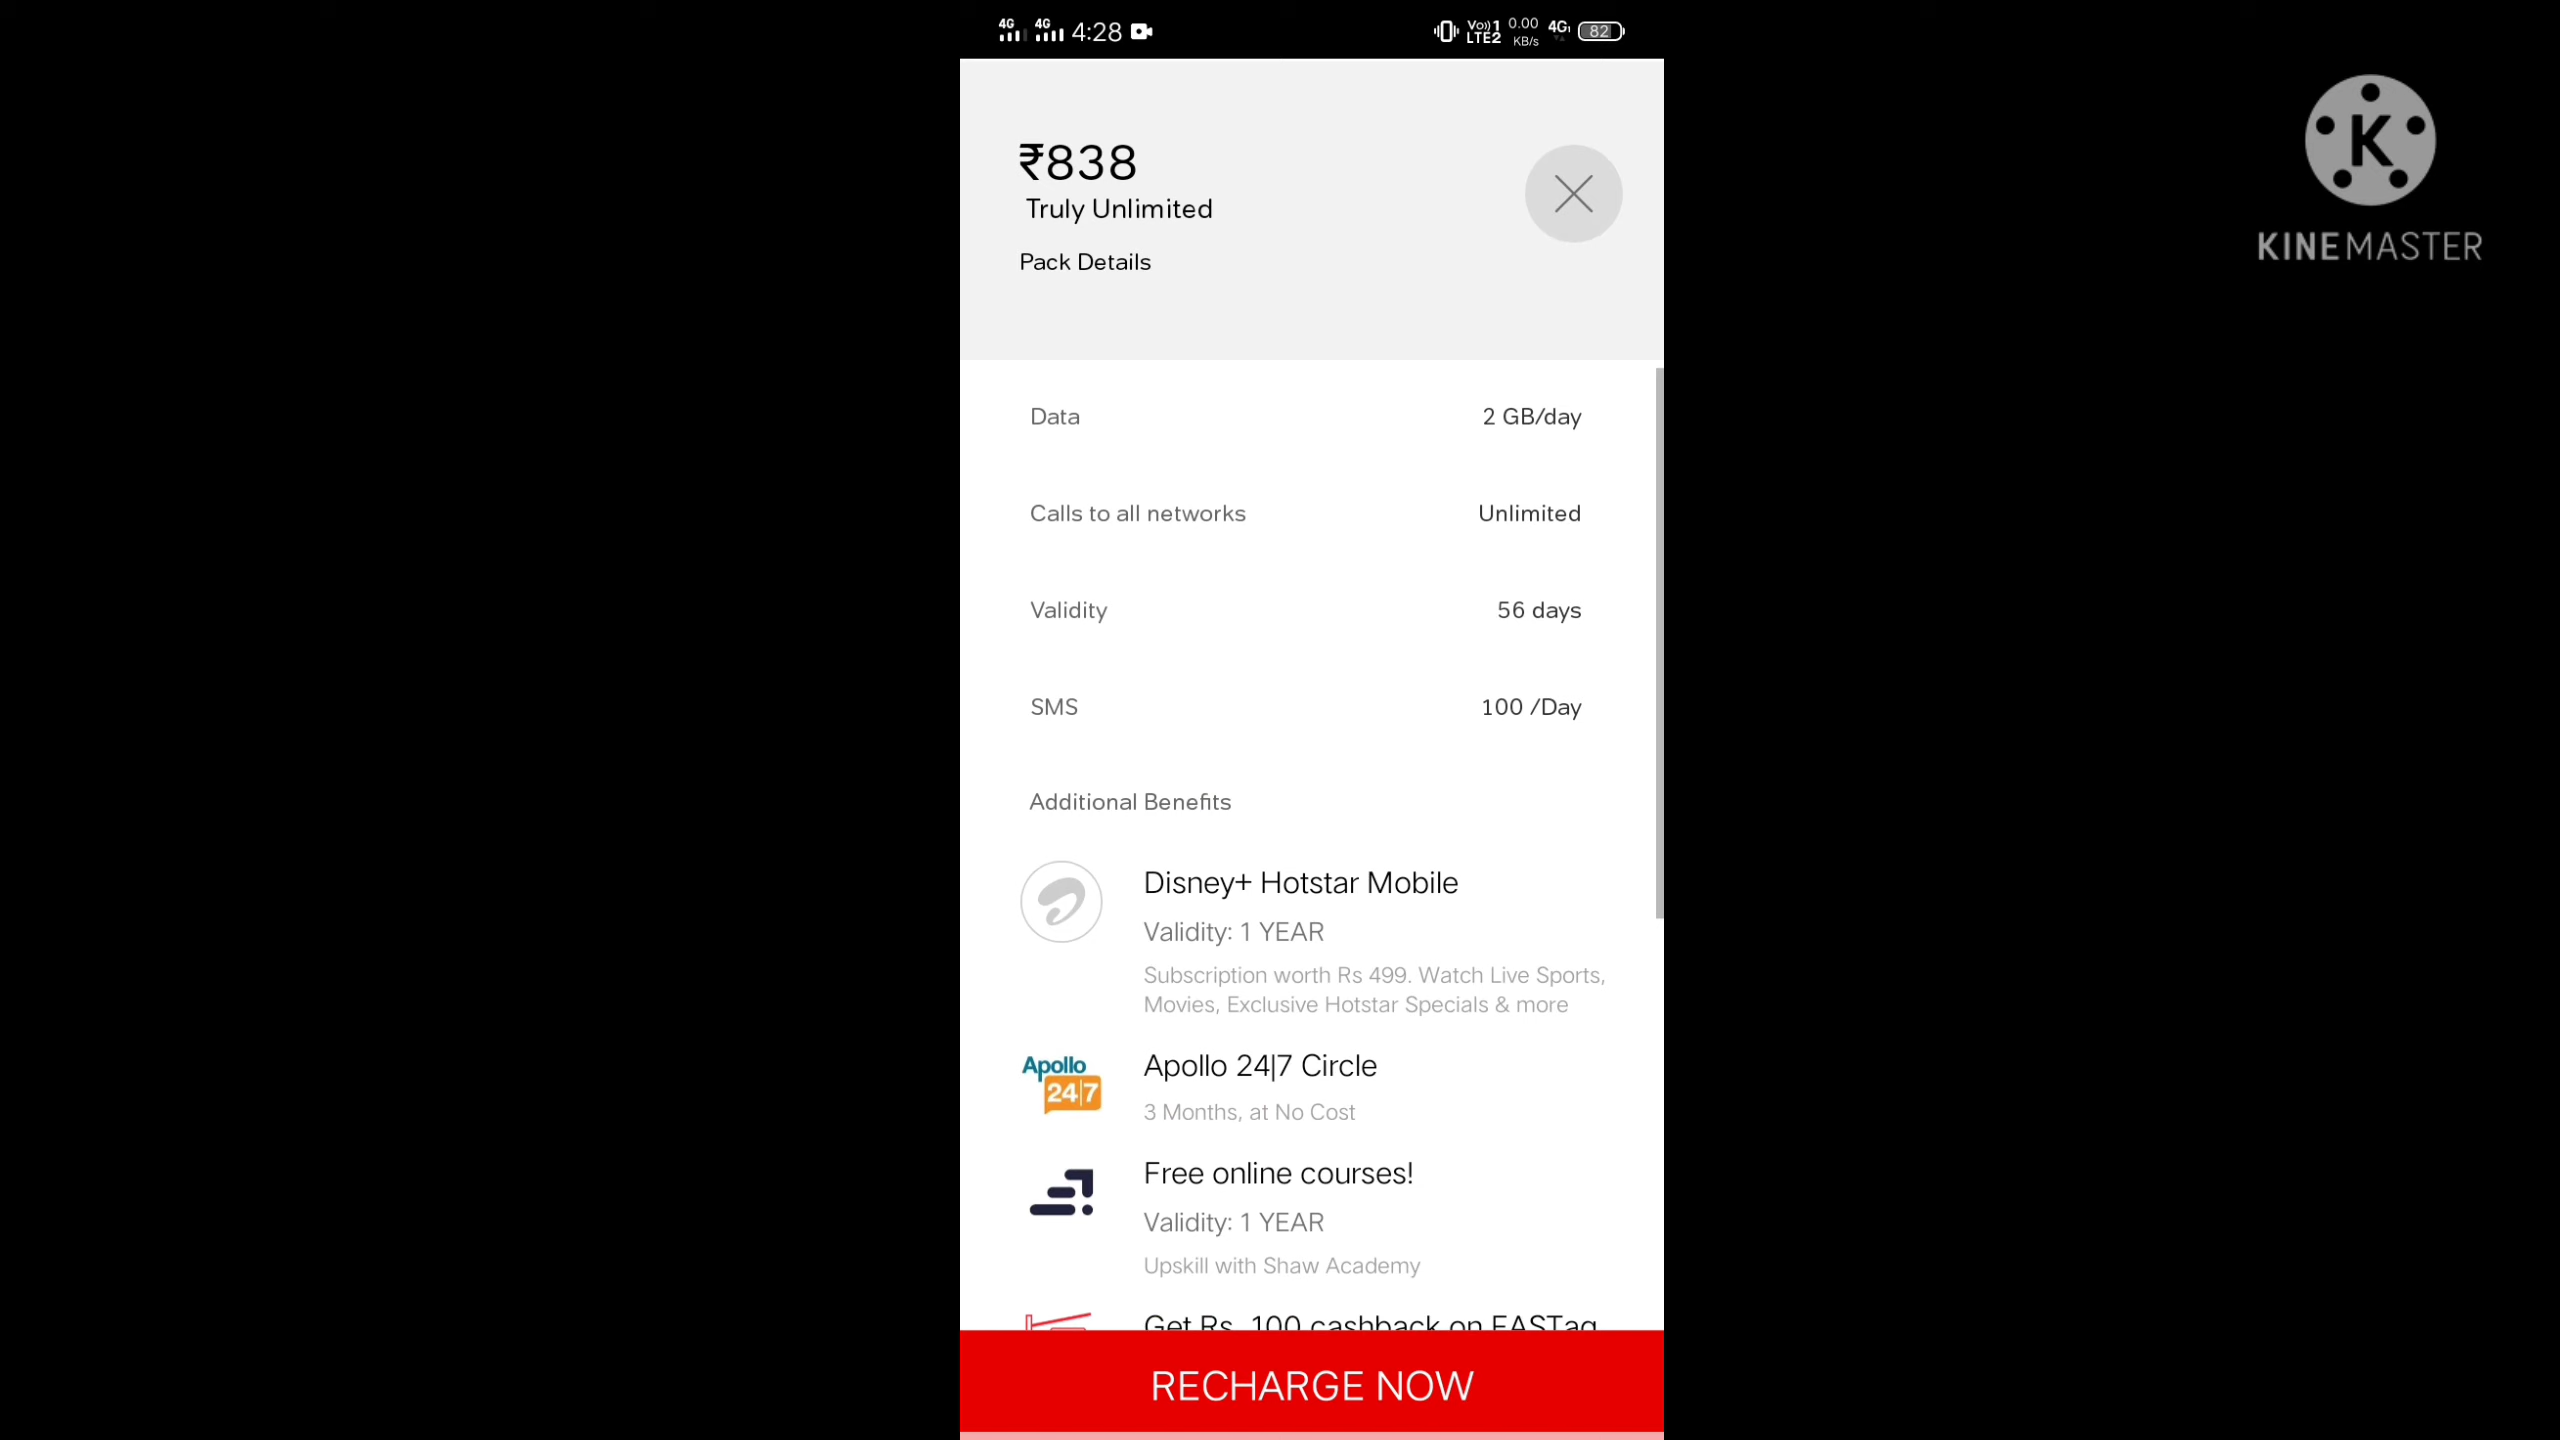 4G 4G 4:28 Vo))1 LTE2 0.00 KB/s 4G 82
K
KINEMASTER
₹838
Truly Unlimited
Pack Details
Data 2 GB/day
Calls to all networks Unlimited
Validity 56 days
SMS 100 /Day
Additional Benefits
Disney+ Hotstar Mobile
Validity: 1 YEAR
Subscription worth Rs 499. Watch Live Sports,
Movies, Exclusive Hotstar Specials & more
Apollo
24|7
Apollo 24|7 Circle
3 Months, at No Cost
Free online courses!
Validity: 1 YEAR
Upskill with Shaw Academy
Get Rs. 100 cashback on FASTag
RECHARGE NOW